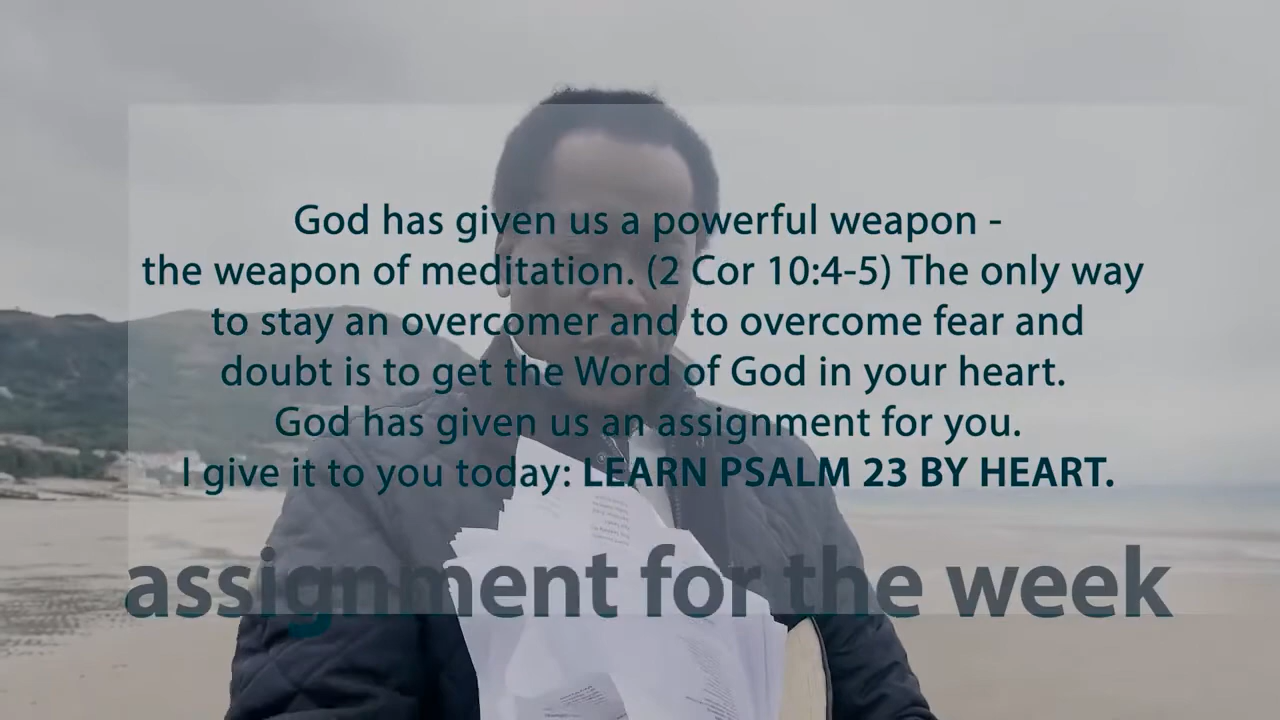 God has given us a powerful weapon -
the weapon of meditation. (2 Cor 10:4-5) The only way
to stay an overcomer and to overcome fear and
doubt is to get the Word of God in your heart.
God has given us an assignment for you.
I give it to you today: LEARN PSALM 23 BY HEART.
assignment for the week